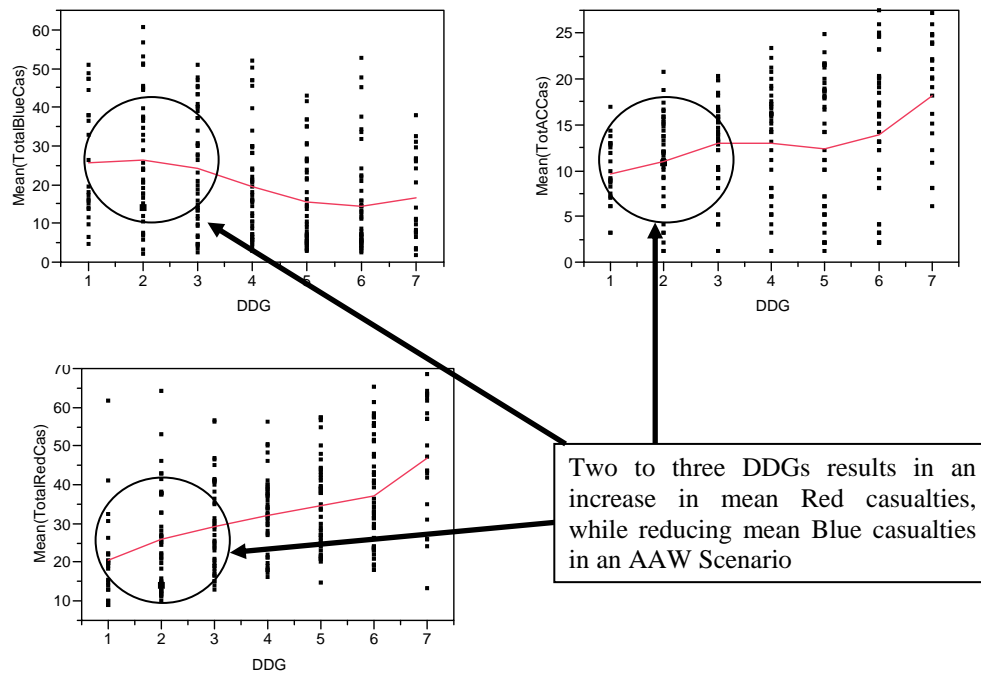 Mean(TotalBlueCas)
60
50
40
30
20
10
0
1 2 3 4 5 6 7
DDG
Mean(TotACCas)
25
20
15
10
5
0
1 2 3 4 5 6 7
DDG
Mean(TotalRedCas)
70
60
50
40
30
20
10
1 2 3 4 5 6 7
DDG
Two to three DDGs results in an
increase in mean Red casualties,
while reducing mean Blue casualties
in an AAW Scenario